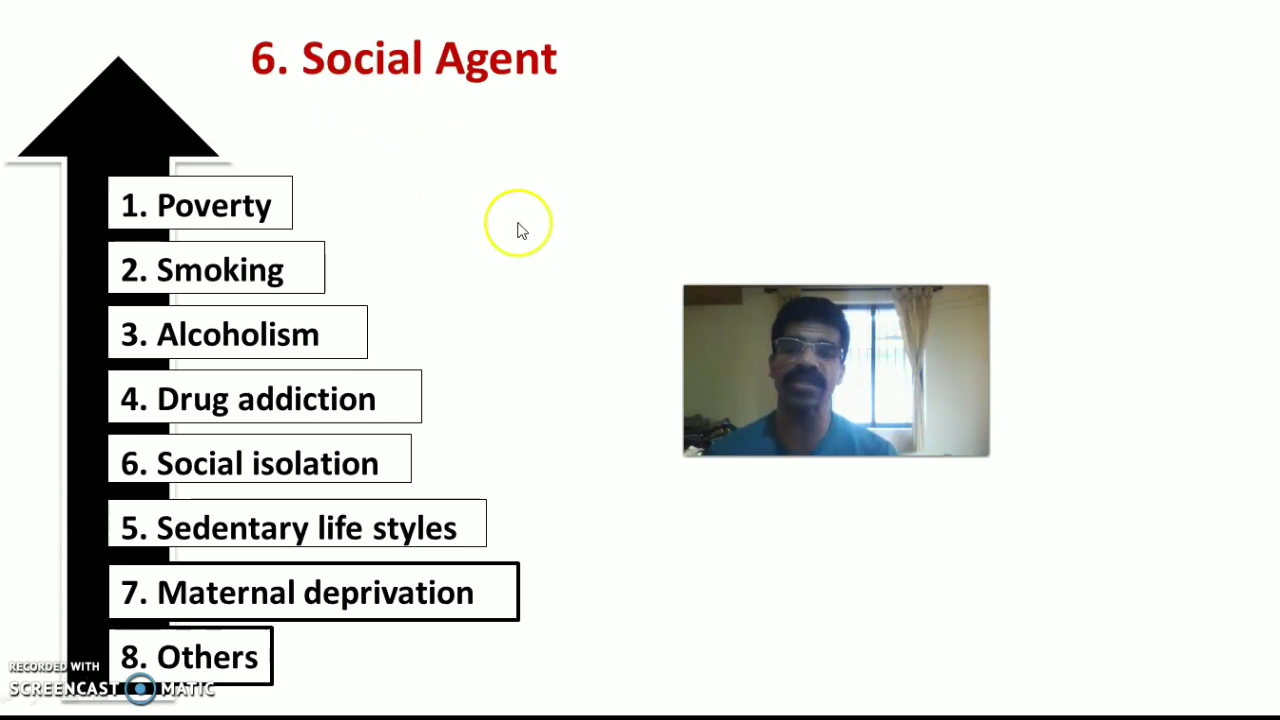 6. Social Agent
1. Poverty
2. Smoking
3. Alcoholism
4. Drug addiction
6. Social isolation
5. Sedentary life styles
7. Maternal deprivation
8. Others
RECORDED WITH
SCREENCAST MATIC